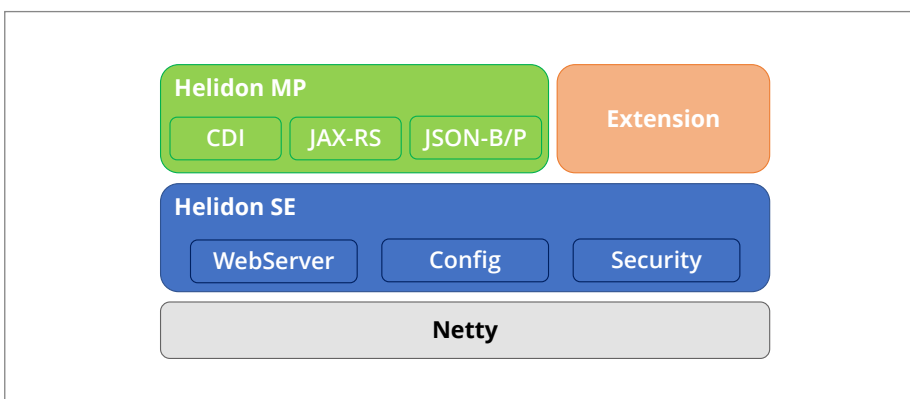 Helidon MP
CDI
JAX-RS
JSON-B/P
Extension
Helidon SE
WebServer
Config
Security
Netty